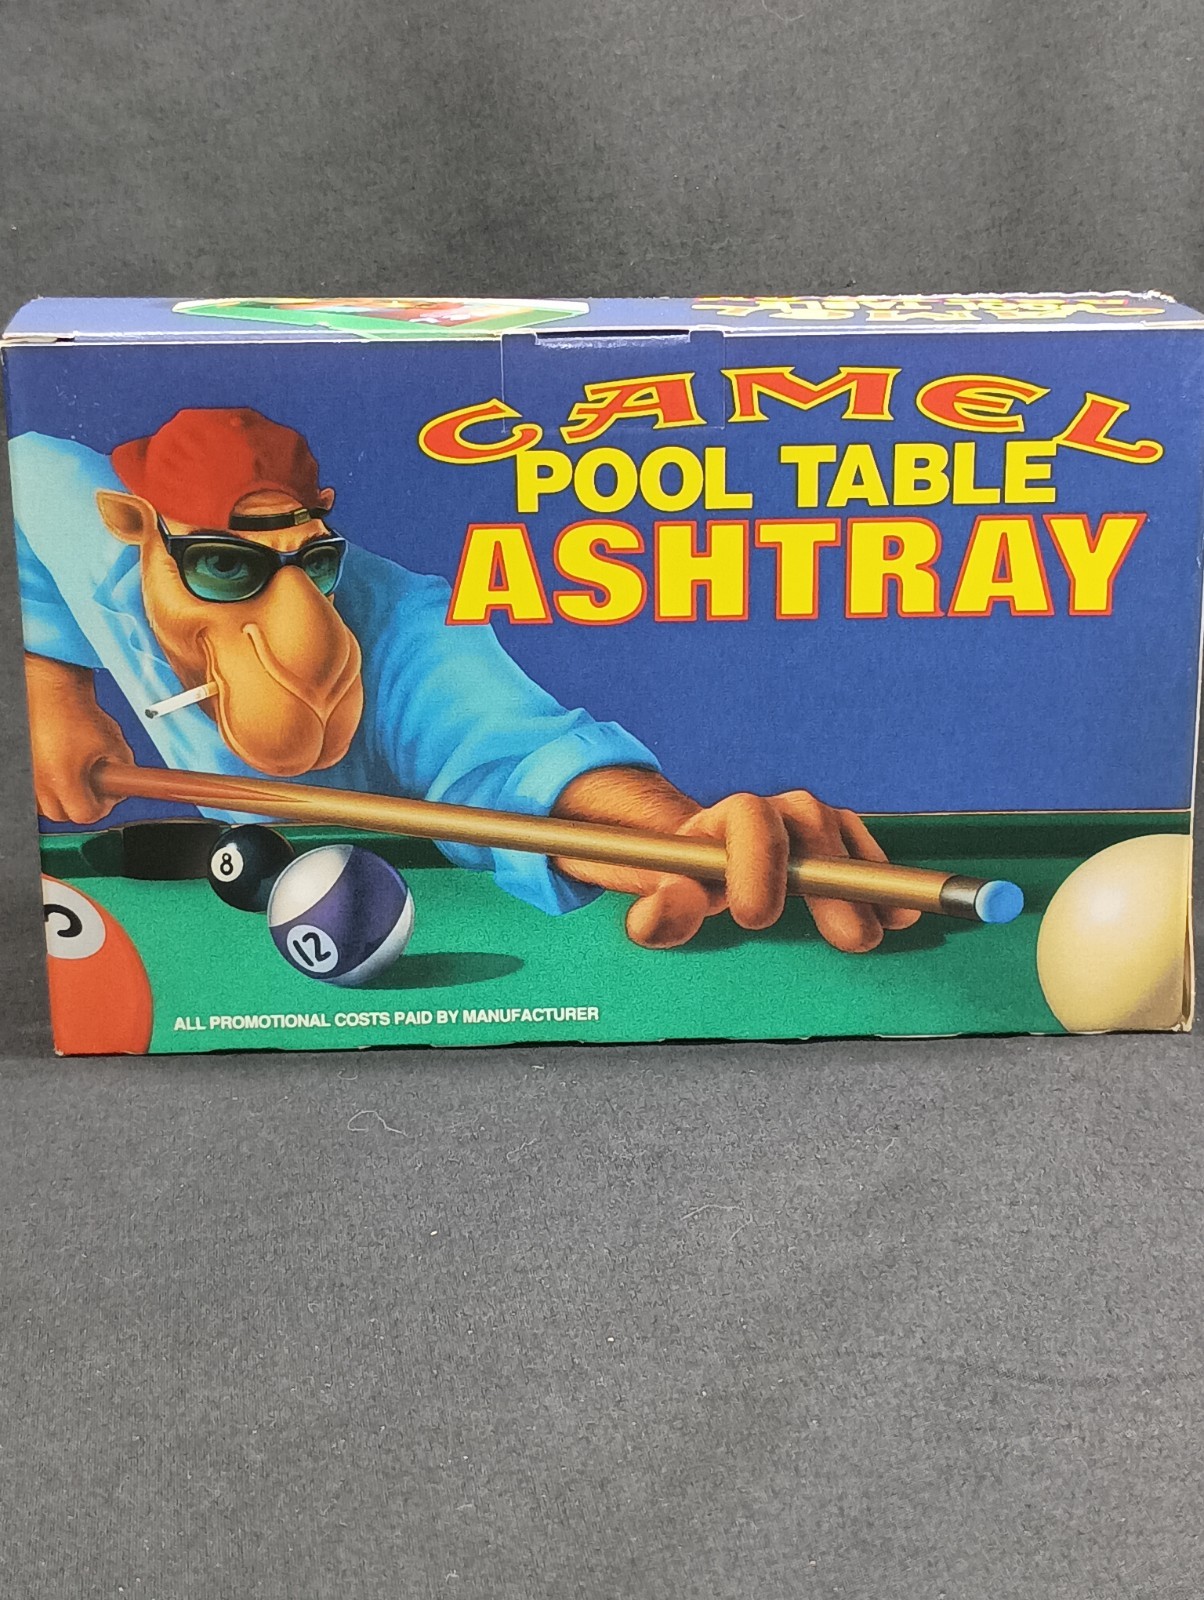 CAMEL
POOL TABLE
ASHTRAY
8
12
ALL PROMOTIONAL COSTS PAID BY MANUFACTURER